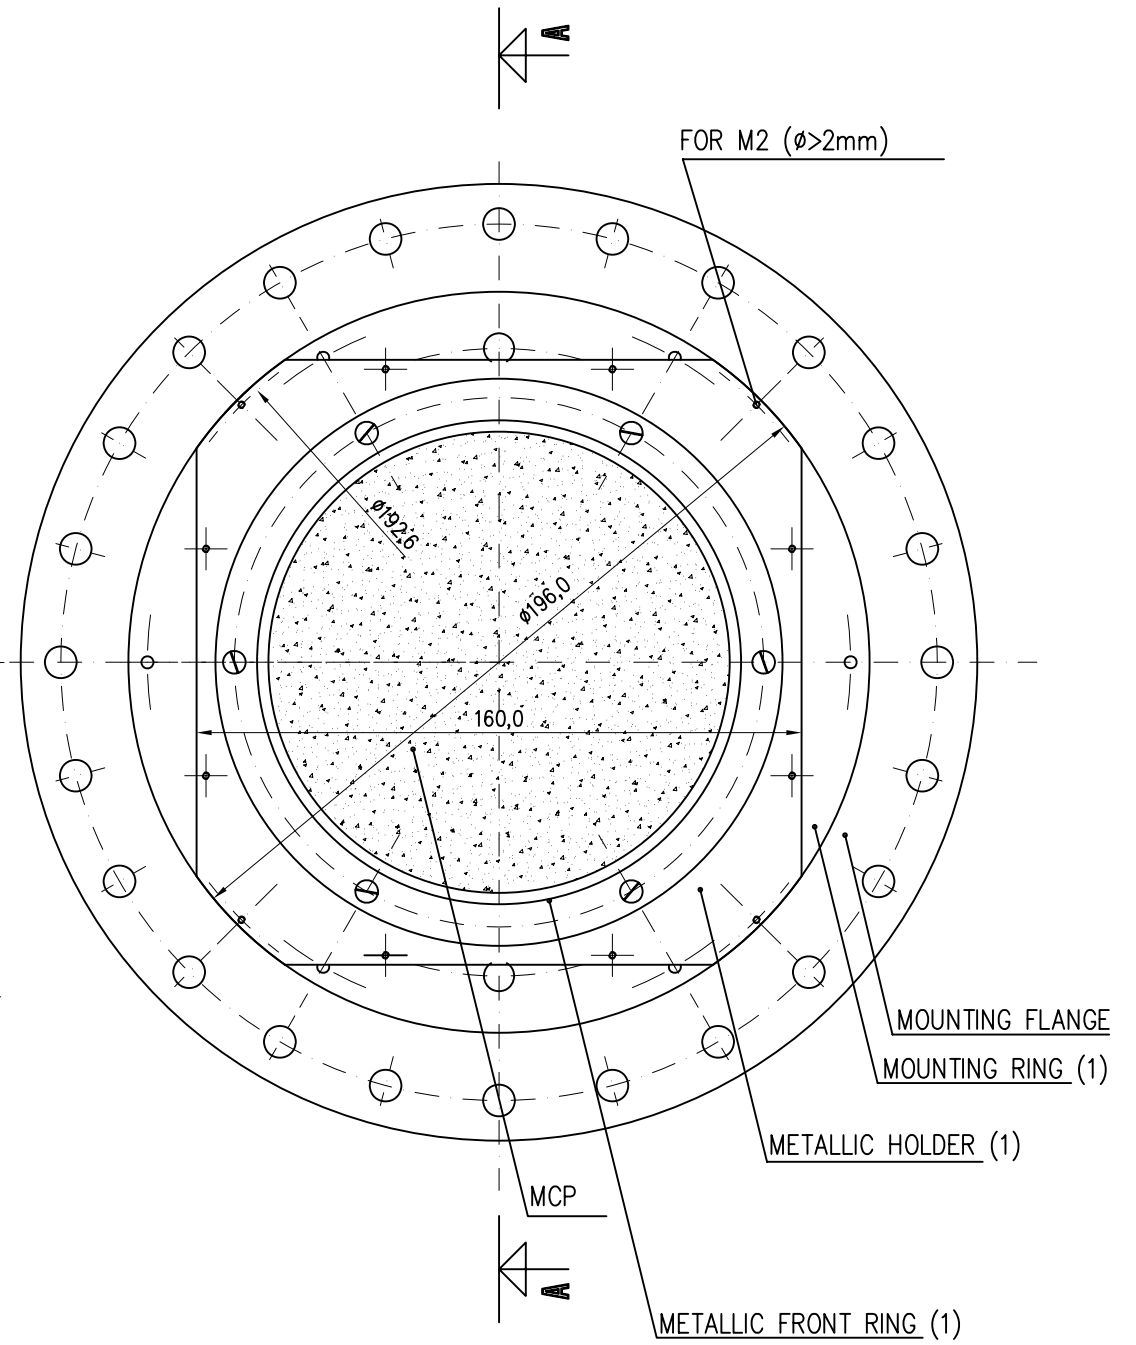 A
FOR M2 (ø>2mm)
ø192,6
ø196,0
160,0
MOUNTING FLANGE
MOUNTING RING (1)
METALLIC HOLDER (1)
MCP
A
METALLIC FRONT RING (1)